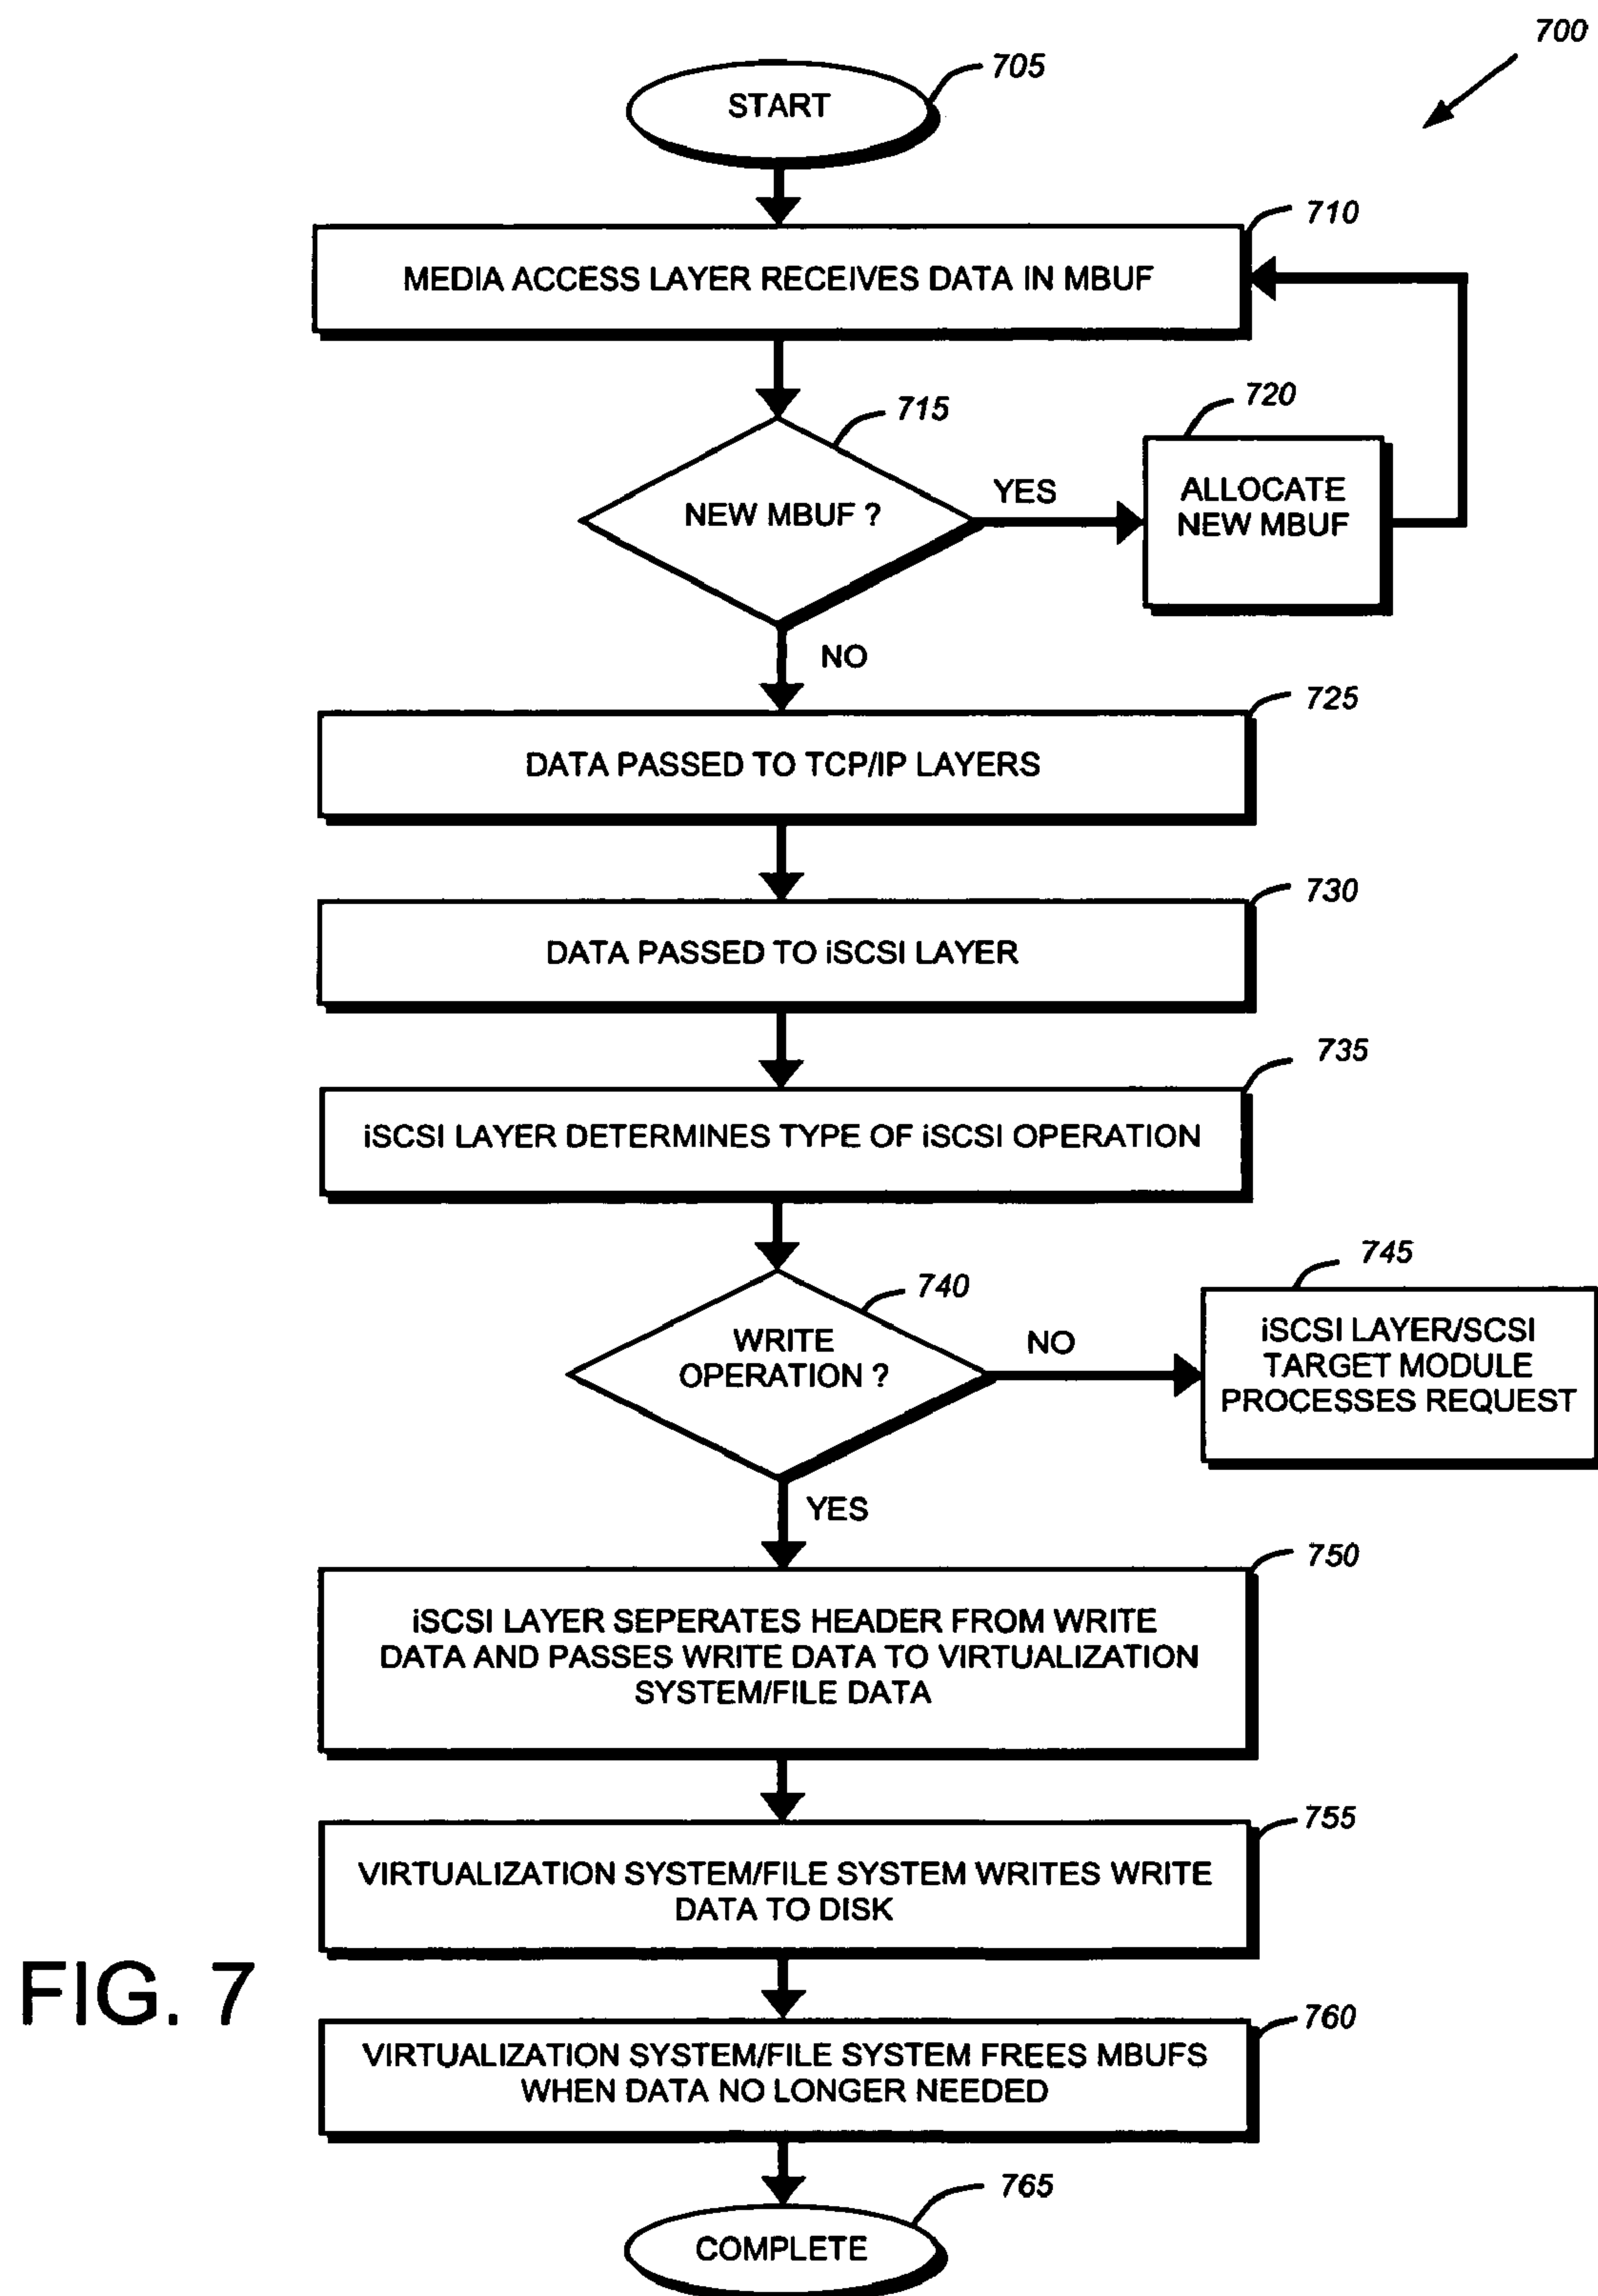 700
705
START
710
MEDIA ACCESS LAYER RECEIVES DATA IN MBUF
715
NEW MBUF ?
YES
720
ALLOCATE
NEW MBUF
NO
725
DATA PASSED TO TCP/IP LAYERS
730
DATA PASSED TO iSCSI LAYER
735
iSCSI LAYER DETERMINES TYPE OF iSCSI OPERATION
740
WRITE
OPERATION ?
NO
745
iSCSI LAYER/SCSI
TARGET MODULE
PROCESSES REQUEST
YES
750
iSCSI LAYER SEPERATES HEADER FROM WRITE
DATA AND PASSES WRITE DATA TO VIRTUALIZATION
SYSTEM/FILE DATA
755
VIRTUALIZATION SYSTEM/FILE SYSTEM WRITES WRITE
DATA TO DISK
760
VIRTUALIZATION SYSTEM/FILE SYSTEM FREES MBUFS
WHEN DATA NO LONGER NEEDED
765
COMPLETE
FIG. 7